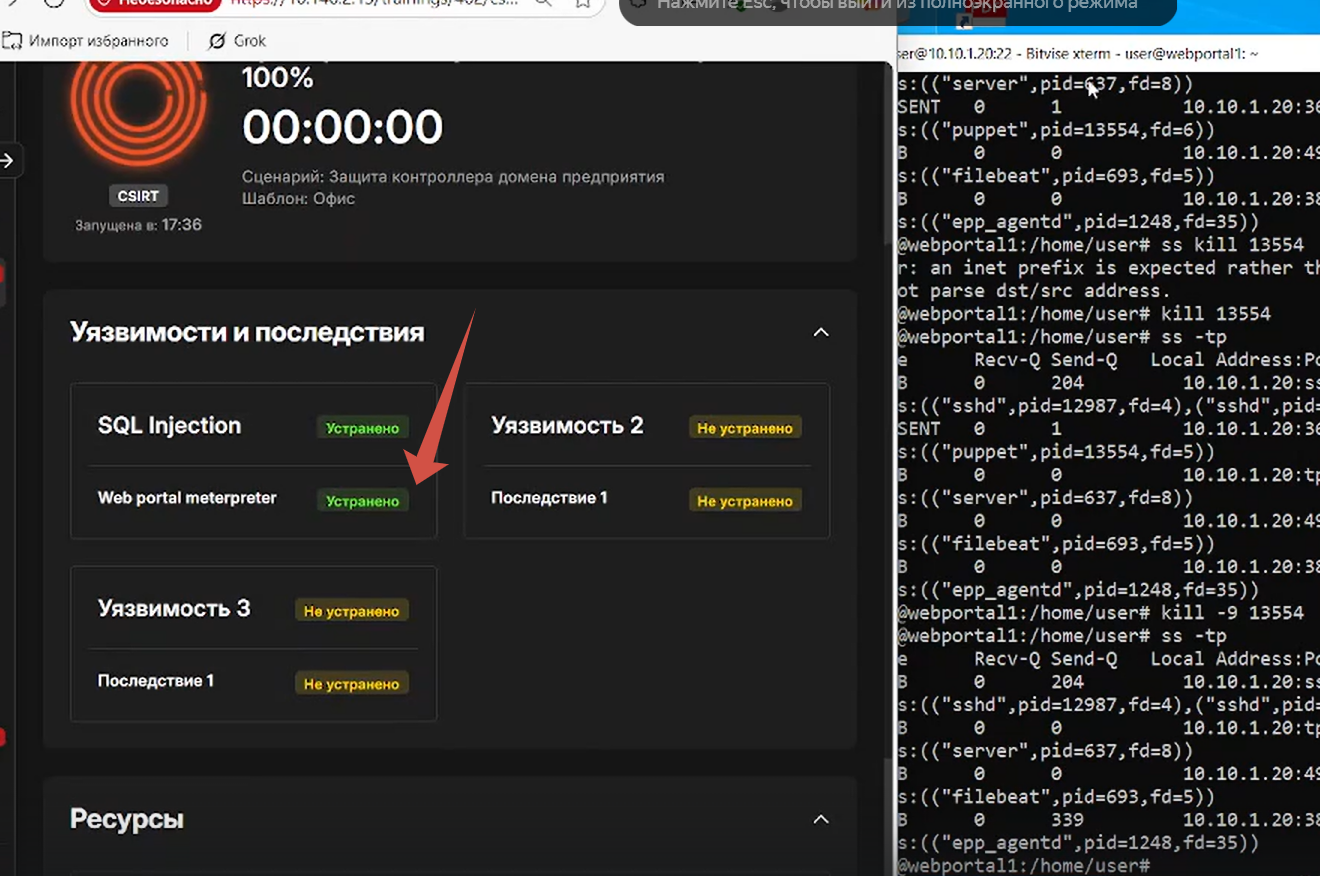 Небезопасно https://10.140.2.15/trainings/402/cs...
Нажмите Esc, чтобы выйти из полноэкранного режима
Импорт избранного
Grok
100%
00:00:00
Сценарий: Защита контроллера домена предприятия
Шаблон: Офис
CSIRT
Запущена в: 17:36
Уязвимости и последствия
SQL Injection Устранено
Web portal meterpreter Устранено
Уязвимость 2 Не устранено
Последствие 1 Не устранено
Уязвимость 3 Не устранено
Последствие 1 Не устранено
Ресурсы
ser@10.10.1.20:22 - Bitvise xterm - user@webportal1: ~
s:(("server",pid=637,fd=8))
SENT 0 1 10.10.1.20:36
s:(("puppet",pid=13554,fd=6))
B 0 0 10.10.1.20:49
s:(("filebeat",pid=693,fd=5))
B 0 0 10.10.1.20:38
s:(("epp_agentd",pid=1248,fd=35))
@webportal1:/home/user# ss kill 13554
r: an inet prefix is expected rather th
ot parse dst/src address.
@webportal1:/home/user# kill 13554
@webportal1:/home/user# ss -tp
e Recv-Q Send-Q Local Address:Po
B 0 204 10.10.1.20:ss
s:(("sshd",pid=12987,fd=4),("sshd",pid=
SENT 0 1 10.10.1.20:36
s:(("puppet",pid=13554,fd=5))
B 0 0 10.10.1.20:tp
s:(("server",pid=637,fd=8))
B 0 0 10.10.1.20:49
s:(("filebeat",pid=693,fd=5))
B 0 0 10.10.1.20:38
s:(("epp_agentd",pid=1248,fd=35))
@webportal1:/home/user# kill -9 13554
@webportal1:/home/user# ss -tp
e Recv-Q Send-Q Local Address:Po
B 0 204 10.10.1.20:ss
s:(("sshd",pid=12987,fd=4),("sshd",pid=
B 0 0 10.10.1.20:tp
s:(("server",pid=637,fd=8))
B 0 0 10.10.1.20:49
s:(("filebeat",pid=693,fd=5))
B 0 339 10.10.1.20:38
s:(("epp_agentd",pid=1248,fd=35))
@webportal1:/home/user#